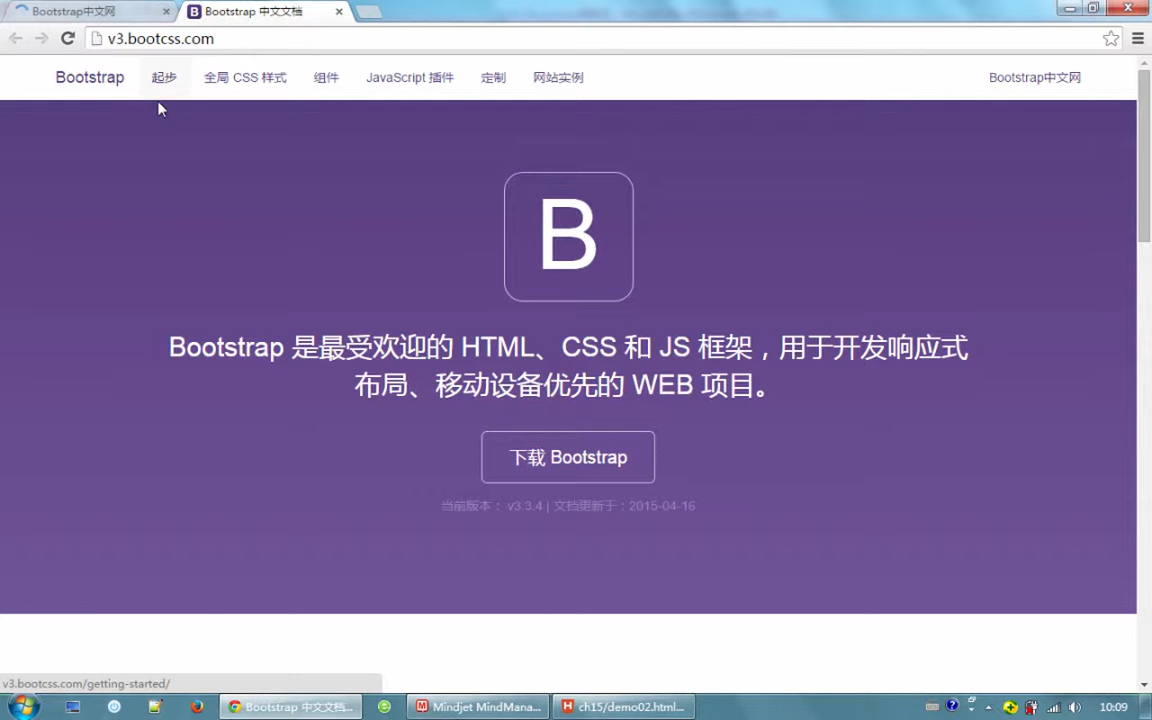 Bootstrap中文网
Bootstrap 中文文档
v3.bootcss.com
Bootstrap 起步 全局 CSS 样式 组件 JavaScript 插件 定制 网站实例 Bootstrap中文网
B
Bootstrap 是最受欢迎的 HTML、CSS 和 JS 框架，用于开发响应式
布局、移动设备优先的 WEB 项目。
下载 Bootstrap
当前版本： v3.3.4 | 文档更新于：2015-04-16
v3.bootcss.com/getting-started/
Bootstrap 中文文档... Mindjet MindMana... ch15/demo02.html... 10:09